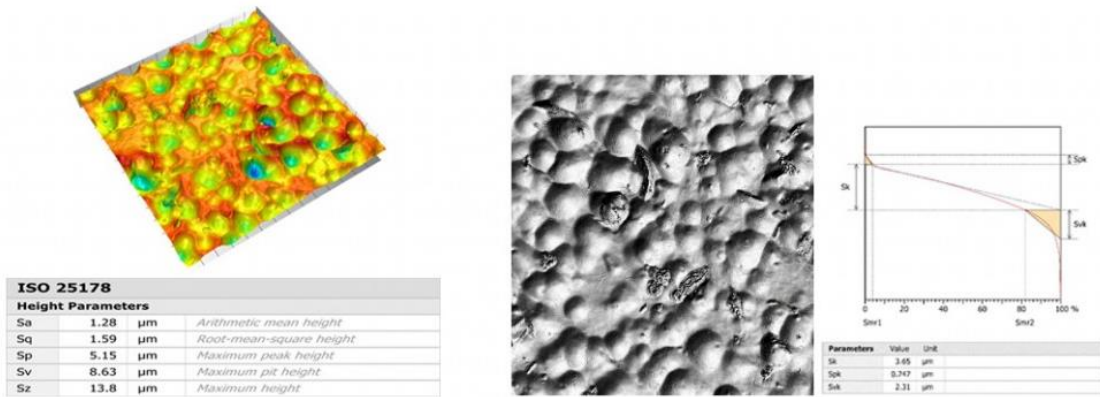 ISO 25178
Height Parameters
Sa 1.28 µm Arithmetic mean height
Sq 1.59 µm Root-mean-square height
Sp 5.15 µm Maximum peak height
Sv 8.63 µm Maximum pit height
Sz 13.8 µm Maximum height
Spk
Sk
Svk
0 20 40 60 80 100 %
Smr1 Smr2
Parameters Value Unit
Sk 3.65 µm
Spk 0.747 µm
Svk 2.31 µm